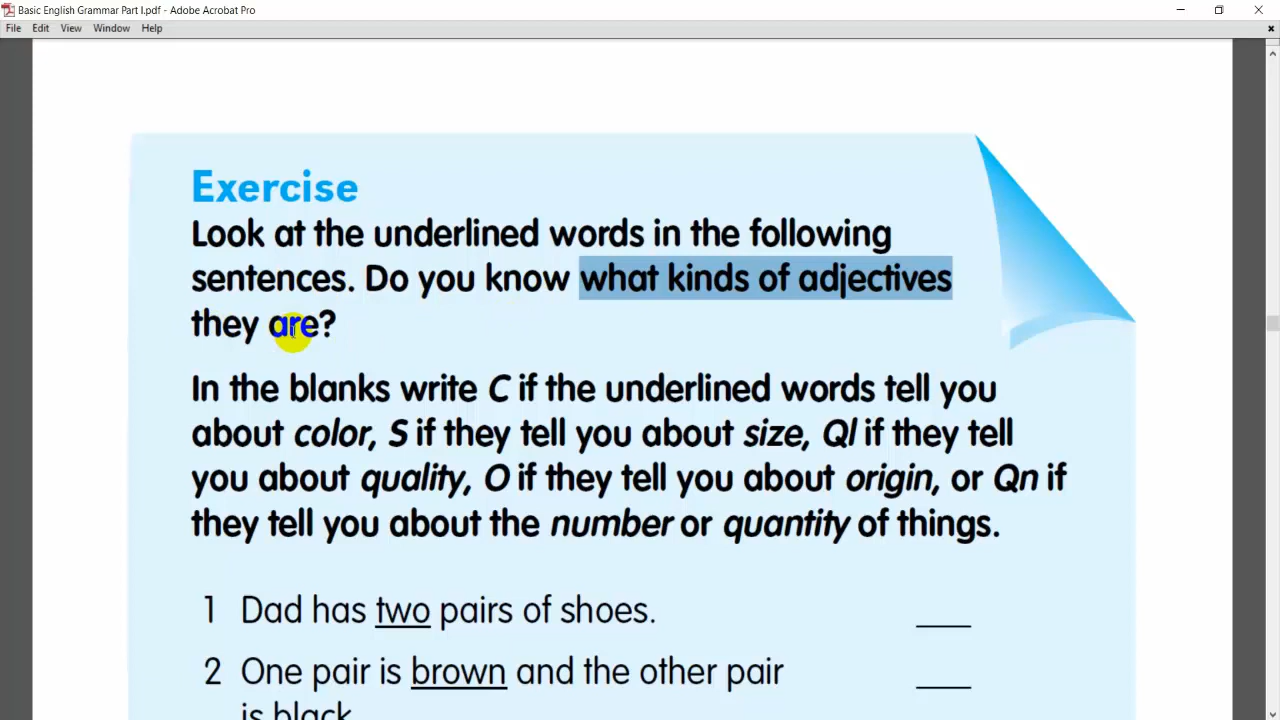 Basic English Grammar Part I.pdf - Adobe Acrobat Pro
File Edit View Window Help
Exercise
Look at the underlined words in the following
sentences. Do you know what kinds of adjectives
they are?
In the blanks write C if the underlined words tell you
about color, S if they tell you about size, Ql if they tell
you about quality, O if they tell you about origin, or Qn if
they tell you about the number or quantity of things.
1 Dad has two pairs of shoes. ___
2 One pair is brown and the other pair ___
is black